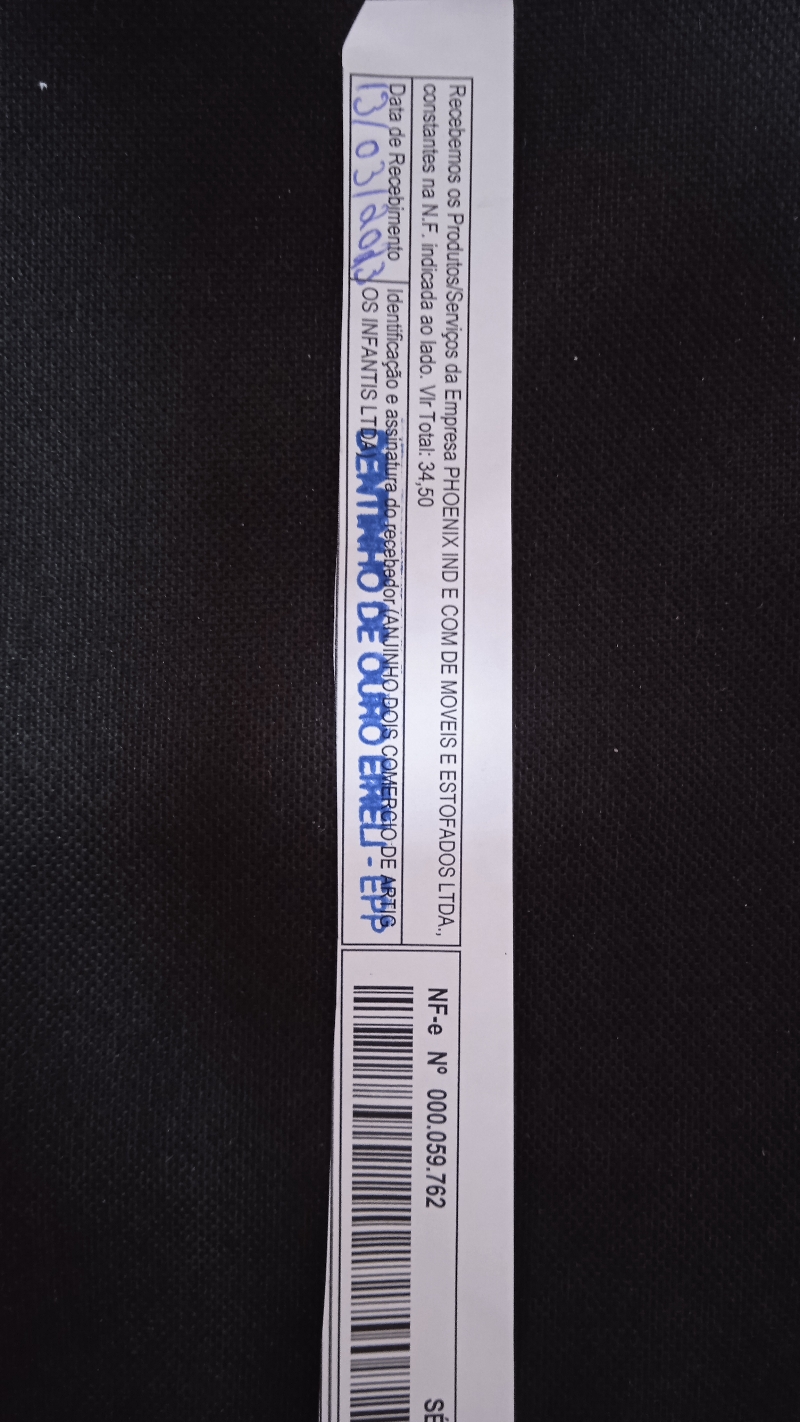 Recebemos os Produtos/Serviços da Empresa PHOENIX IND E COM DE MOVEIS E ESTOFADOS LTDA.,
constantes na N.F. indicada ao lado. Vlr Total: 34,50
Data de Recebimento
13/03/2013
Identificação e assinatura do recebedor (ANJINHO DOIS COMERCIO DE ARTIG
OS INFANTIS LTDA)
DENTINHO DE OURO EIRELI - EPP
NF-e Nº 000.059.762
SÉ